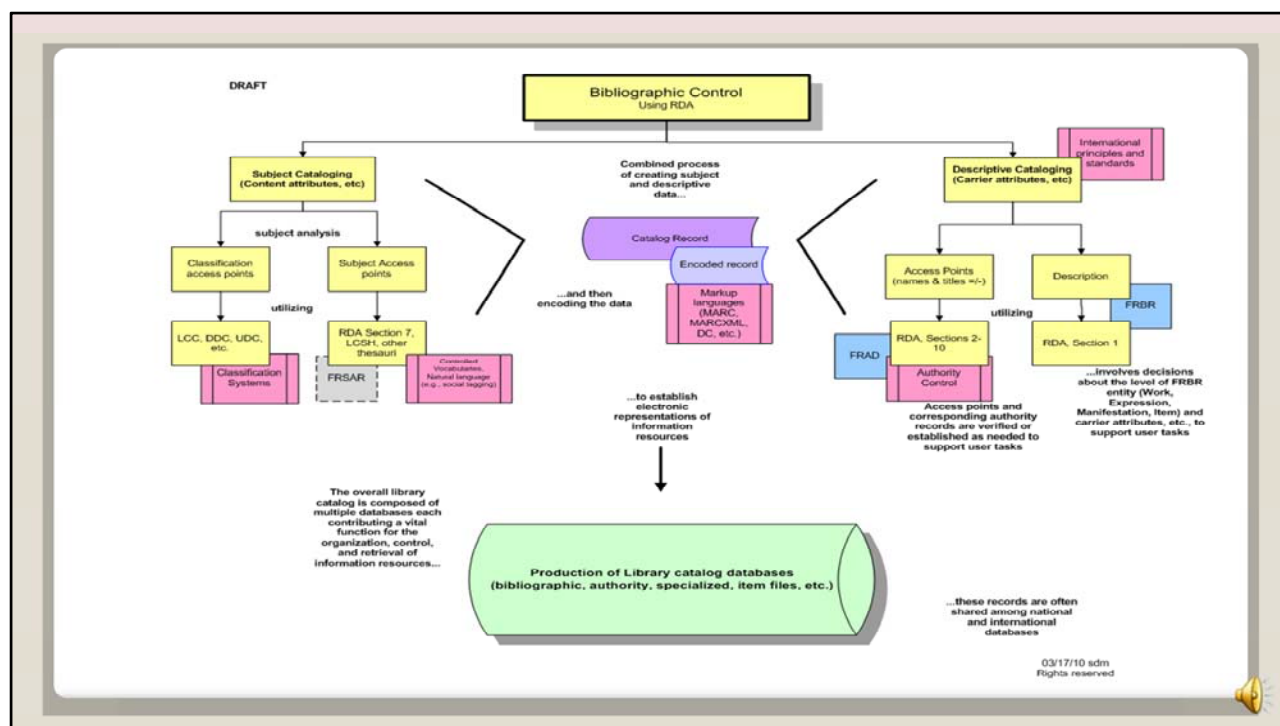 DRAFT
Bibliographic Control
Using RDA
International
principles and
standards
Subject Cataloging
(Content attributes, etc)
Combined process
of creating subject
and descriptive
data...
Descriptive Cataloging
(Carrier attributes, etc)
subject analysis
Catalog Record
Classification
access points
Subject Access
points
Encoded record
Access Points
(names & titles =/-)
Description
...and then
encoding the data
Markup
languages
(MARC,
MARCXML,
DC, etc.)
utilizing
utilizing
FRBR
LCC, DDC, UDC,
etc.
RDA Section 7,
LCSH, other
thesauri
FRAD
RDA, Sections 2-
10
RDA, Section 1
Classification
Systems
FRSAR
Controlled
Vocabularies,
Natural language
(e.g., social tagging)
Authority
Control
...involves decisions
about the level of FRBR
entity (Work,
Expression,
Manifestation, Item) and
carrier attributes, etc., to
support user tasks
...to establish
electronic
representations of
information
resources
Access points and
corresponding authority
records are verified or
established as needed to
support user tasks
The overall library
catalog is composed of
multiple databases each
contributing a vital
function for the
organization, control,
and retrieval of
information resources...
Production of Library catalog databases
(bibliographic, authority, specialized, item files, etc.)
...these records are often
shared among national
and international
databases
03/17/10 sdm
Rights reserved